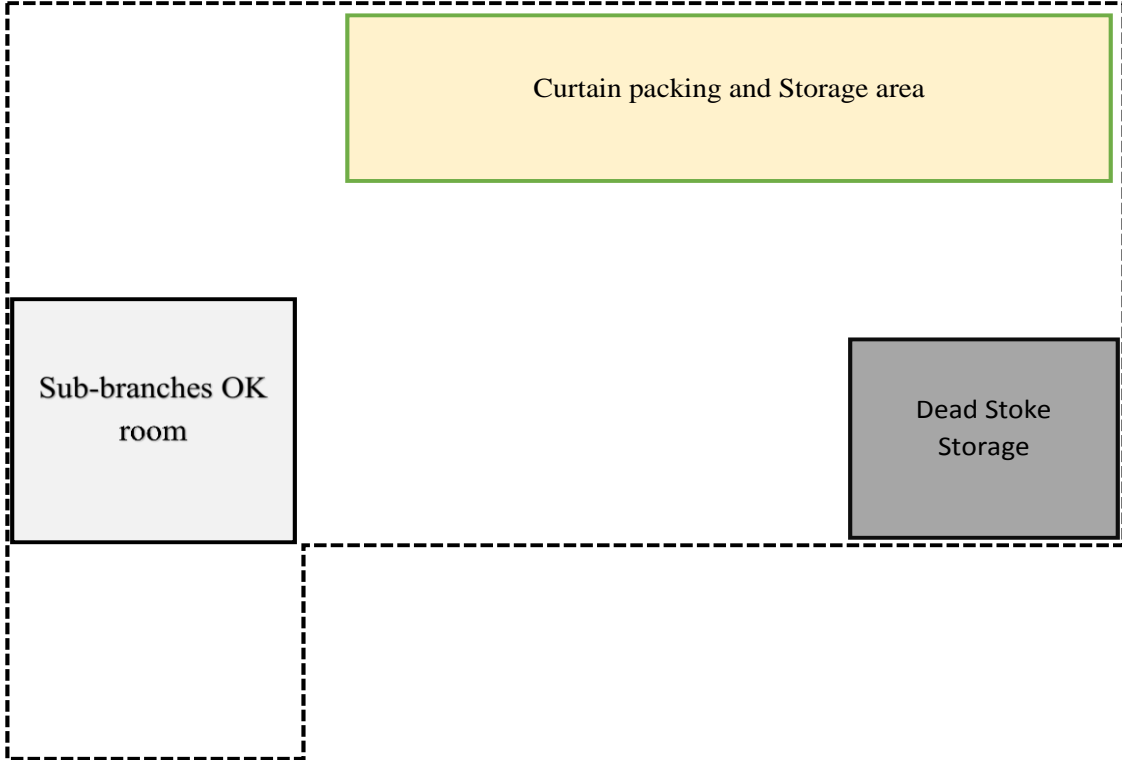 Curtain packing and Storage area
Sub-branches OK
room
Dead Stoke
Storage